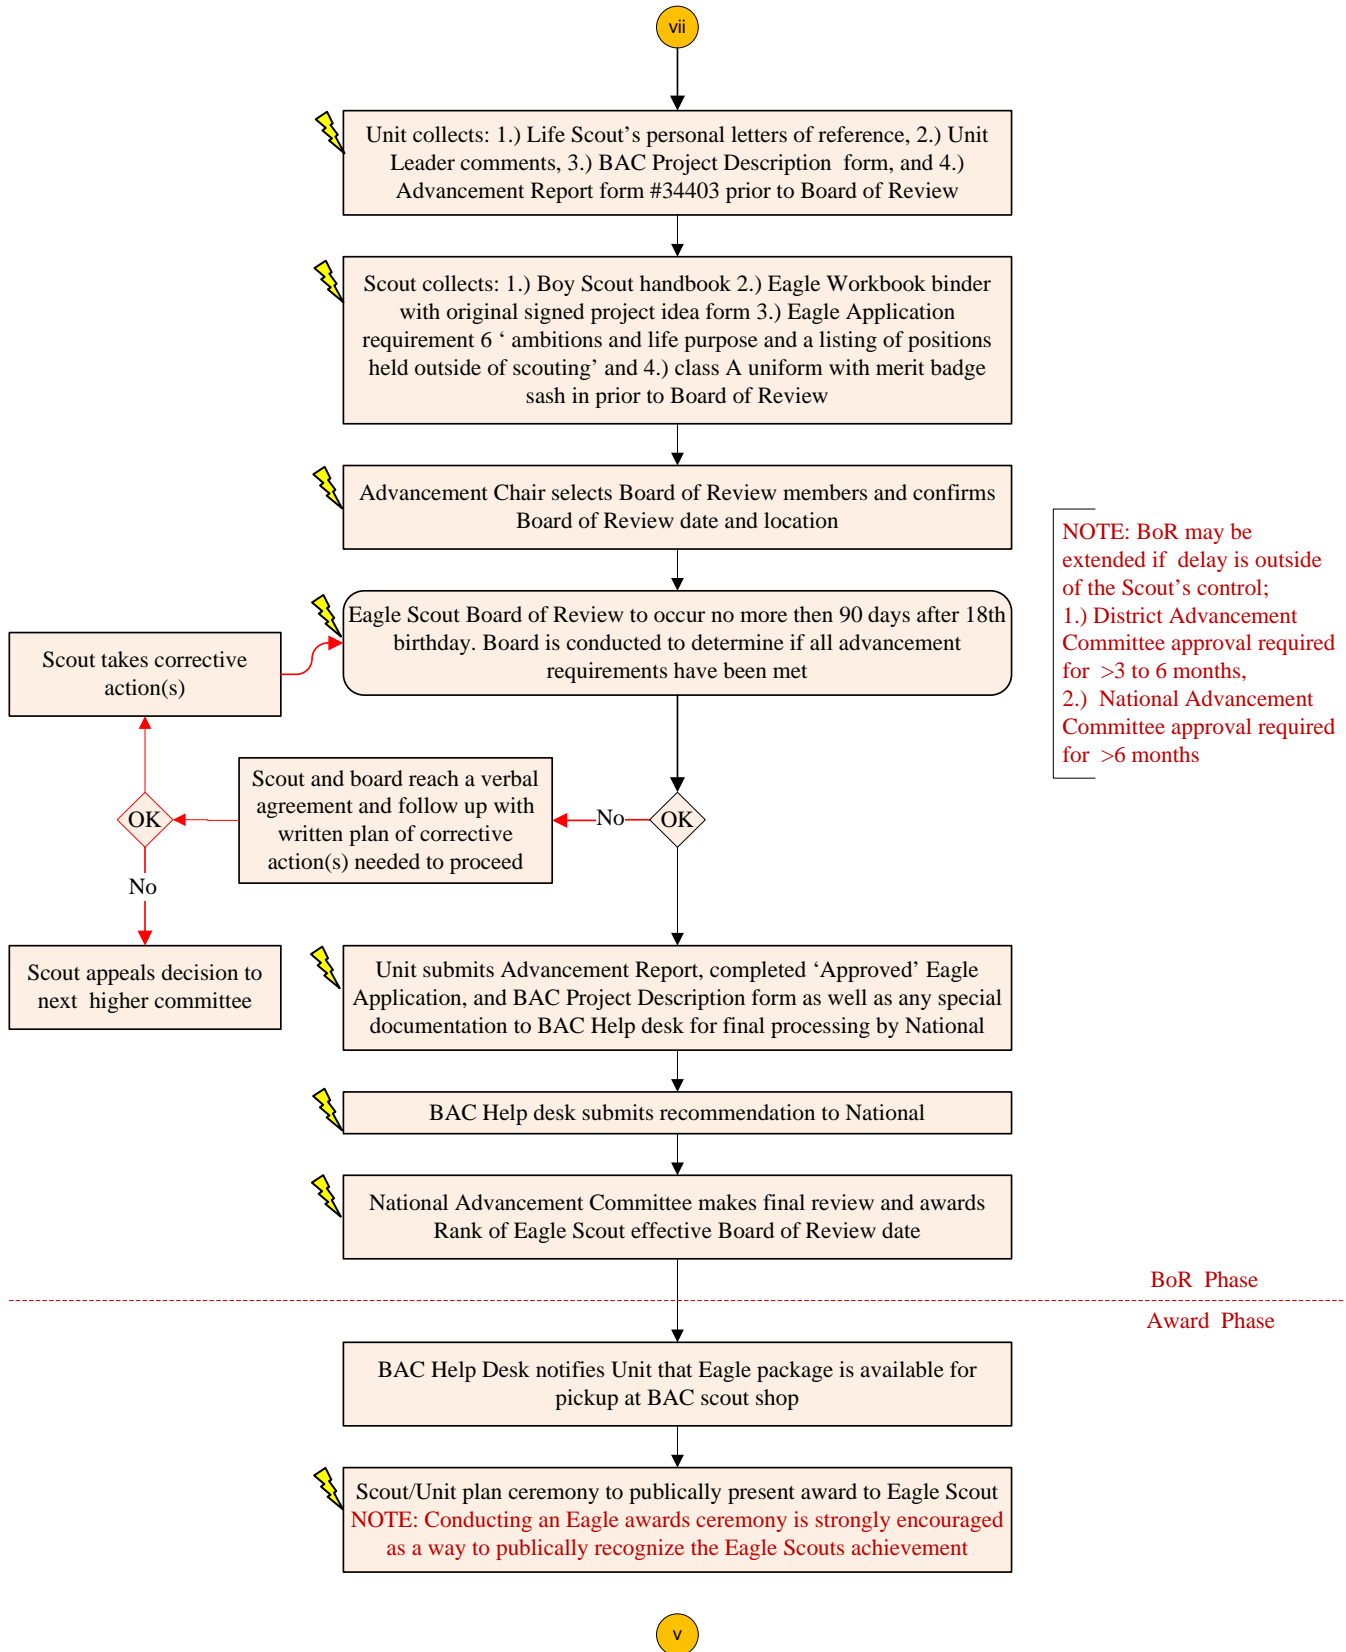 vii
Unit collects: 1.) Life Scout's personal letters of reference, 2.) Unit
Leader comments, 3.) BAC Project Description  form, and 4.)
Advancement Report form #34403 prior to Board of Review
Scout collects: 1.) Boy Scout handbook 2.) Eagle Workbook binder
with original signed project idea form 3.) Eagle Application
requirement 6 ‘ ambitions and life purpose and a listing of positions
held outside of scouting’ and 4.) class A uniform with merit badge
sash in prior to Board of Review
Advancement Chair selects Board of Review members and confirms
Board of Review date and location
NOTE: BoR may be
extended if  delay is outside
of the Scout’s control;
1.) District Advancement
Committee approval required
for  >3 to 6 months,
2.)  National Advancement
Committee approval required
for  >6 months
Eagle Scout Board of Review to occur no more then 90 days after 18th
birthday. Board is conducted to determine if all advancement
requirements have been met
Scout takes corrective
action(s)
Scout and board reach a verbal
agreement and follow up with
written plan of corrective
action(s) needed to proceed
OK
No
OK
No
Scout appeals decision to
next  higher committee
Unit submits Advancement Report, completed ‘Approved’ Eagle
Application, and BAC Project Description form as well as any special
documentation to BAC Help desk for final processing by National
BAC Help desk submits recommendation to National
National Advancement Committee makes final review and awards
Rank of Eagle Scout effective Board of Review date
BoR  Phase
Award  Phase
BAC Help Desk notifies Unit that Eagle package is available for
pickup at BAC scout shop
Scout/Unit plan ceremony to publically present award to Eagle Scout
NOTE: Conducting an Eagle awards ceremony is strongly encouraged
as a way to publically recognize the Eagle Scouts achievement
v